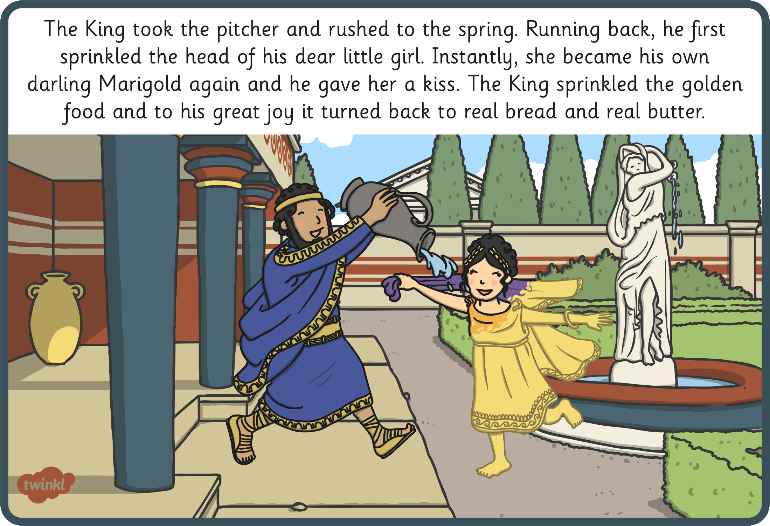 The King took the pitcher and rushed to the spring. Running back, he first
sprinkled the head of his dear little girl. Instantly, she became his own
darling Marigold again and he gave her a kiss. The King sprinkled the golden
food and to his great joy it turned back to real bread and real butter.
twinkl